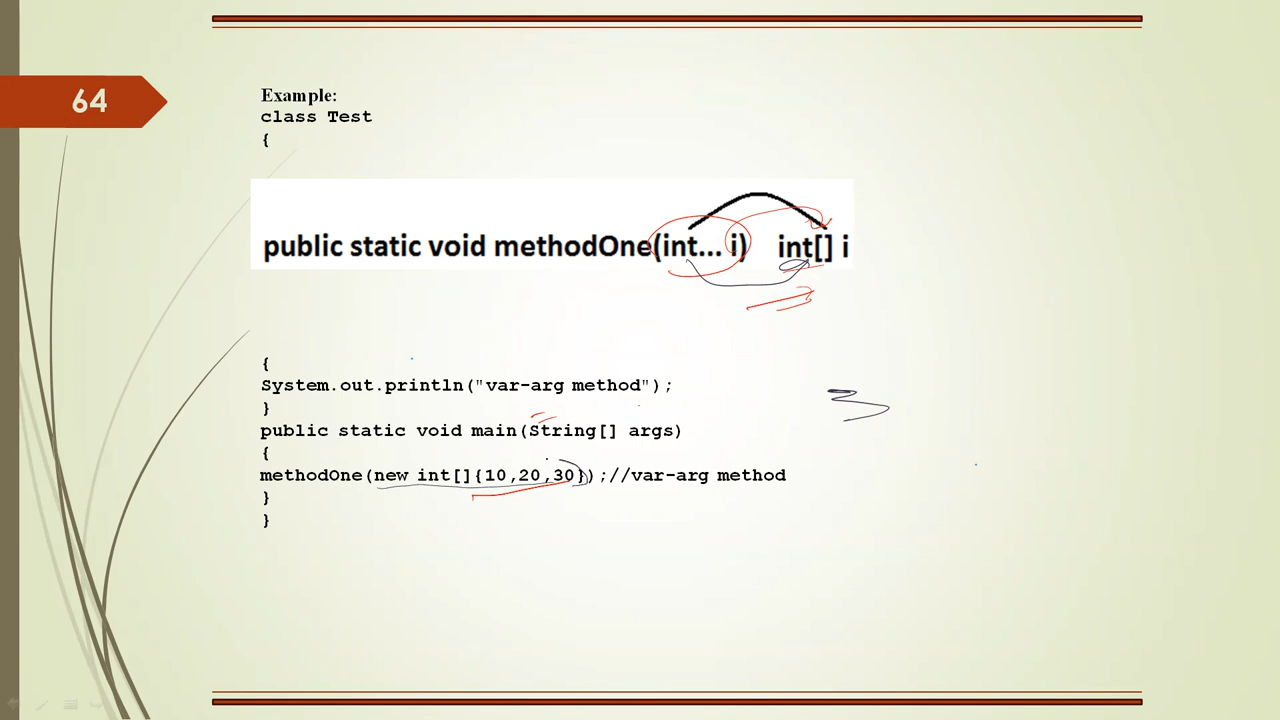 64
Example:
class Test
{
public static void methodOne(int... i) int[] i
{
System.out.println("var-arg method");
}
public static void main(String[] args)
{
methodOne(new int[]{10,20,30});//var-arg method
}
}